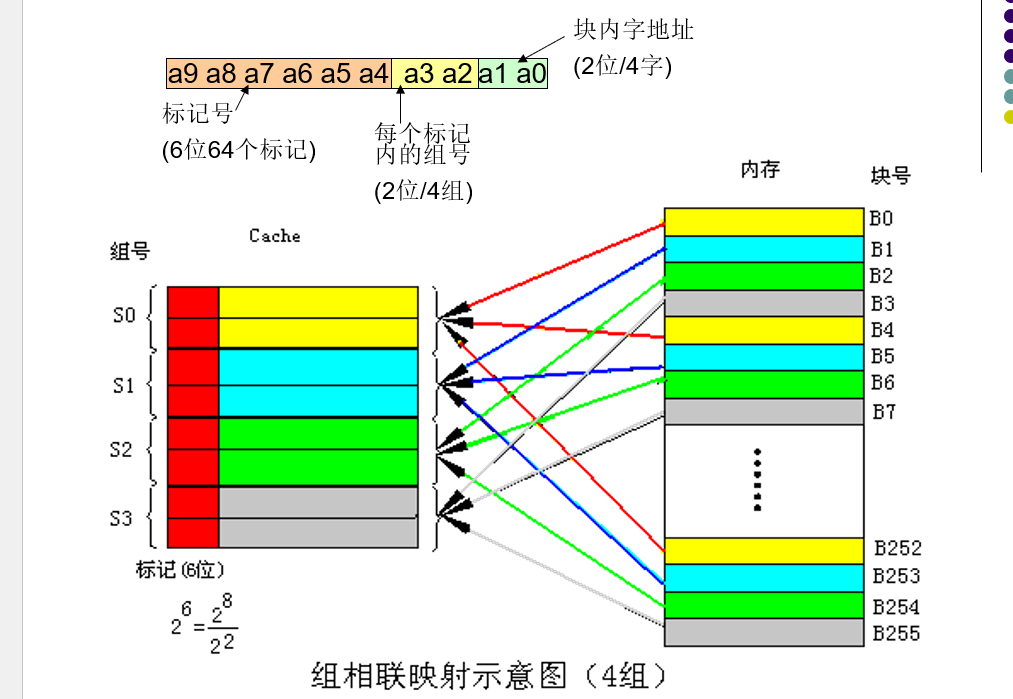 块内字地址
(2位/4字)
a9 a8 a7 a6 a5 a4 a3 a2 a1 a0
标记号
(6位64个标记)
每个标记
内的组号
(2位/4组)
内存
块号
Cache
组号
B0
B1
B2
B3
B4
B5
B6
B7
S0
S1
S2
S3
B252
B253
B254
B255
标记(6位)
2^6=2^8/2^2
组相联映射示意图（4组）